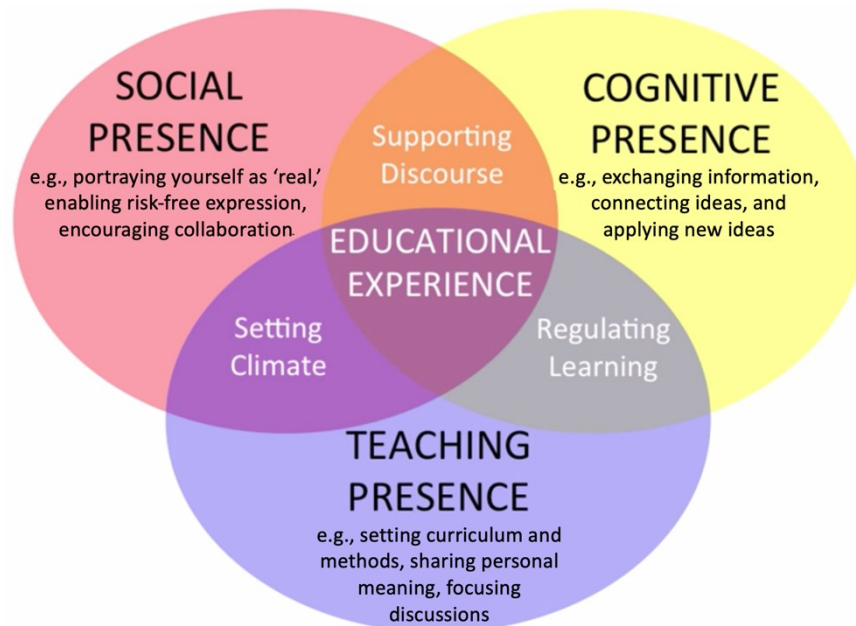 SOCIAL
PRESENCE
e.g., portraying yourself as ‘real,’
enabling risk-free expression,
encouraging collaboration.
COGNITIVE
PRESENCE
e.g., exchanging information,
connecting ideas, and
applying new ideas
Supporting
Discourse
EDUCATIONAL
EXPERIENCE
Setting
Climate
Regulating
Learning
TEACHING
PRESENCE
e.g., setting curriculum and
methods, sharing personal
meaning, focusing
discussions